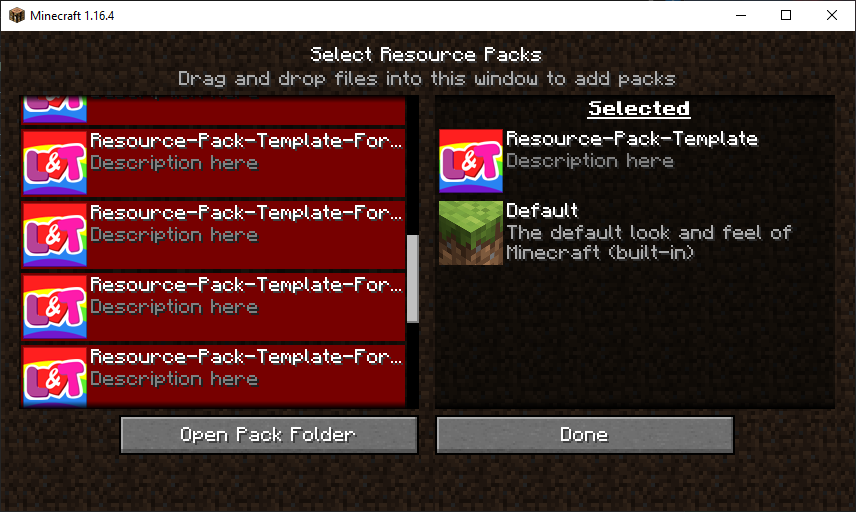 Minecraft 1.16.4
Select Resource Packs
Drag and drop files into this window to add packs
Description here
L&T
Resource-Pack-Template-For...
Description here
L&T
Resource-Pack-Template-For...
Description here
L&T
Resource-Pack-Template-For...
Description here
L&T
Resource-Pack-Template-For...
Description here
L&T
Selected
Resource-Pack-Template
Description here
L&T
Default
The default look and feel of
Minecraft (built-in)
Open Pack Folder
Done